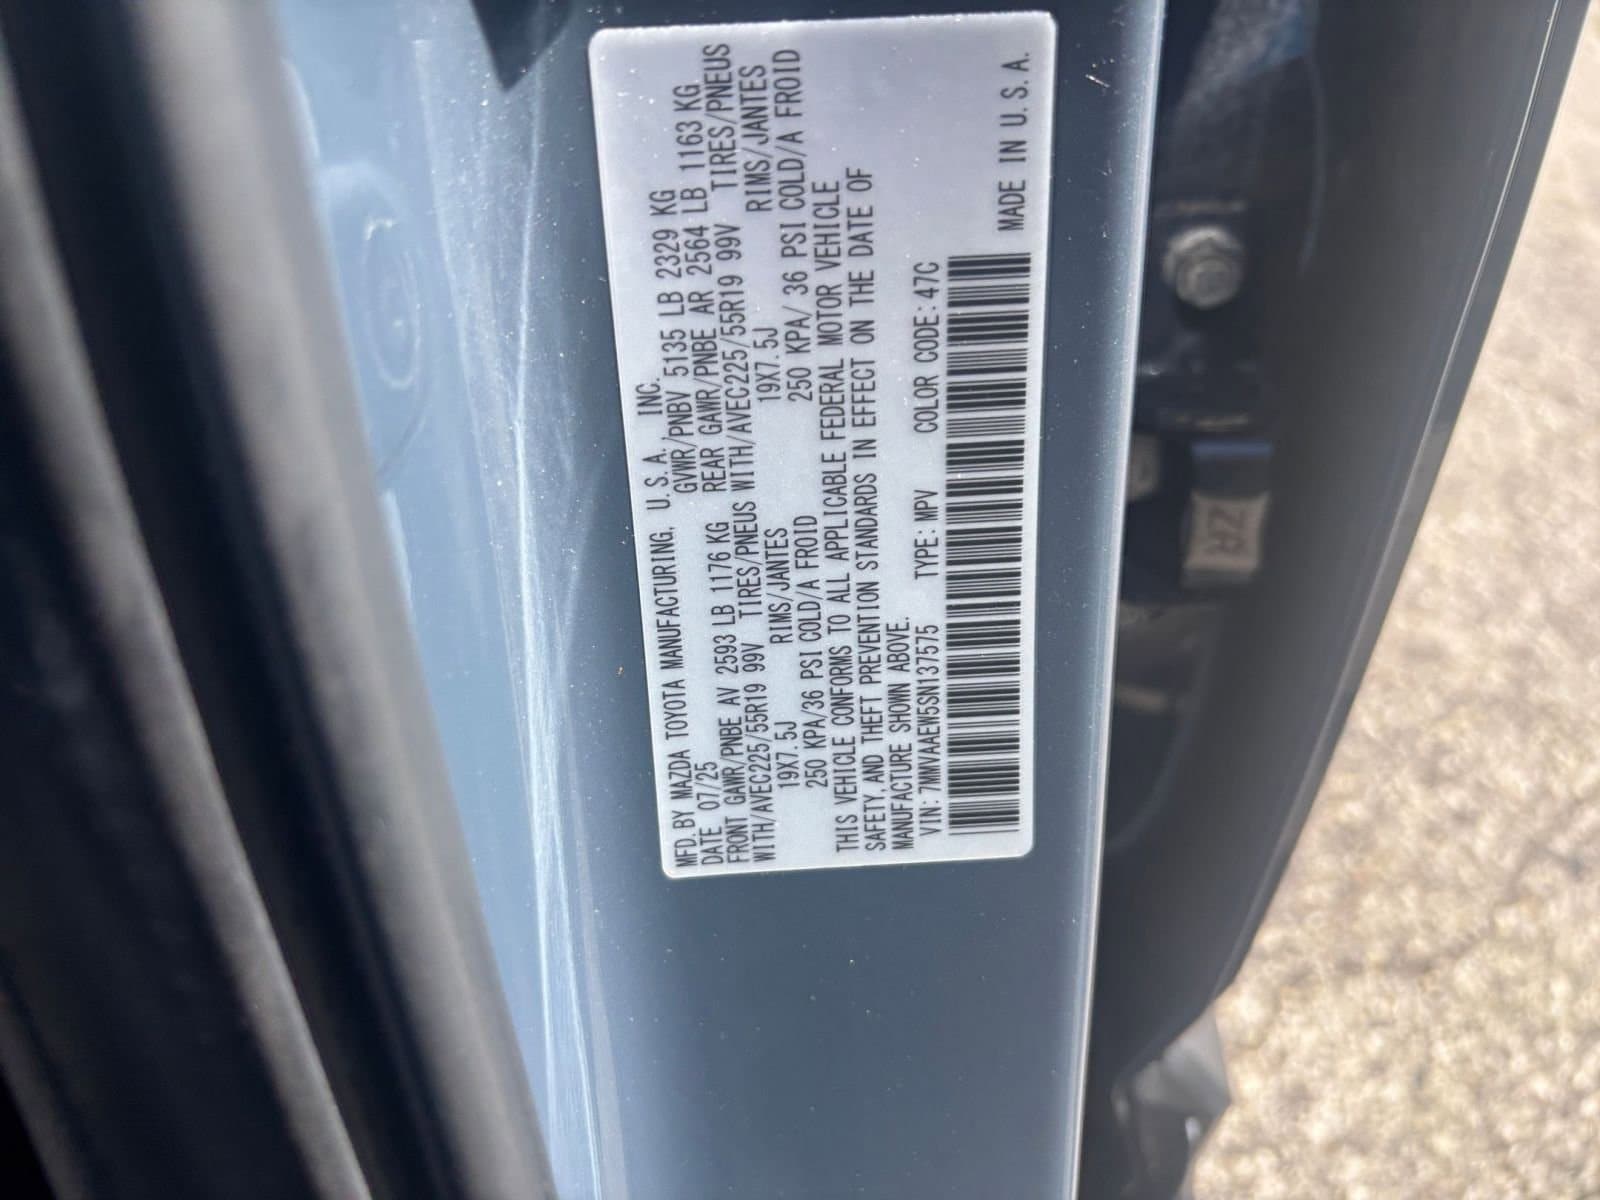 MFD. BY MAZDA TOYOTA MANUFACTURING, U.S.A., INC.
DATE 07/25 GVWR/PNBV 5135 LB 2329 KG
FRONT GAWR/PNBE AV 2593 LB 1176 KG REAR GAWR/PNBE AR 2564 LB 1163 KG
WITH/AVEC225/55R19 99V TIRES/PNEUS WITH/AVEC225/55R19 99V TIRES/PNEUS
19X7.5J RIMS/JANTES 19X7.5J RIMS/JANTES
250 KPA/36 PSI COLD/A FROID 250 KPA/ 36 PSI COLD/A FROID
THIS VEHICLE CONFORMS TO ALL APPLICABLE FEDERAL MOTOR VEHICLE
SAFETY, AND THEFT PREVENTION STANDARDS IN EFFECT ON THE DATE OF
MANUFACTURE SHOWN ABOVE.
VIN: 7MMVAAEW5SN137575 TYPE: MPV COLOR CODE: 47C
MADE IN U.S.A.
ZZR